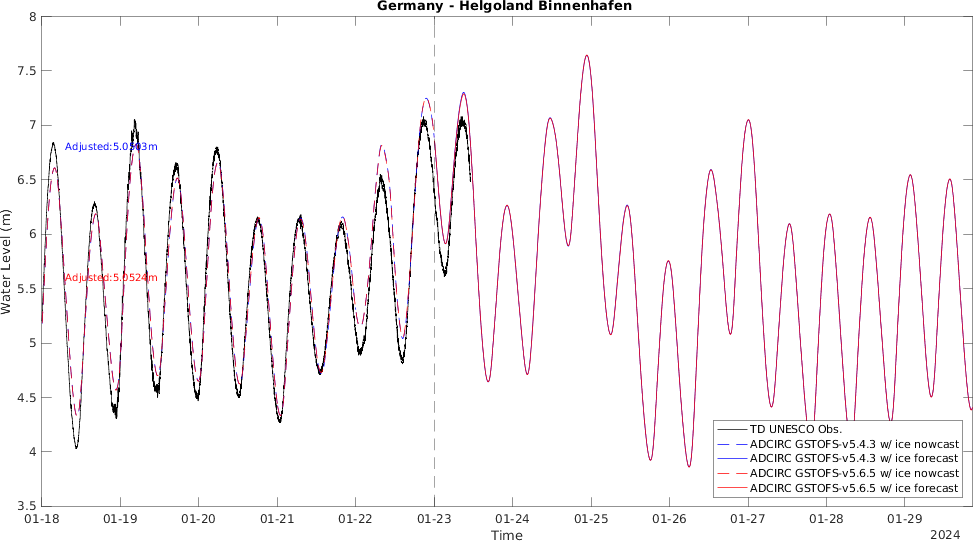 Germany - Helgoland Binnenhafen
8
7.5
7
6.5
6
5.5
5
4.5
4
3.5
Water Level (m)
Adjusted:5.0503m
Adjusted:5.0524m
TD UNESCO Obs.
ADCIRC GSTOFS-v5.4.3 w/ ice nowcast
ADCIRC GSTOFS-v5.4.3 w/ ice forecast
ADCIRC GSTOFS-v5.6.5 w/ ice nowcast
ADCIRC GSTOFS-v5.6.5 w/ ice forecast
01-18 01-19 01-20 01-21 01-22 01-23 01-24 01-25 01-26 01-27 01-28 01-29
Time
2024